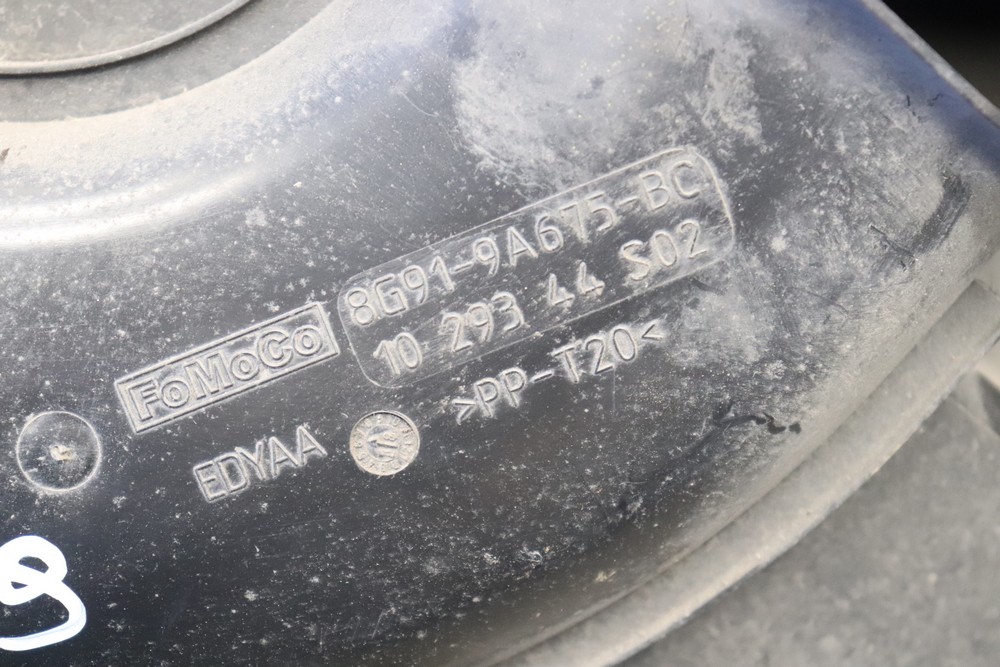 8G91-9A675-BC
10 293 44 S02
FoMoCo
>PP-T20<
EDYAA